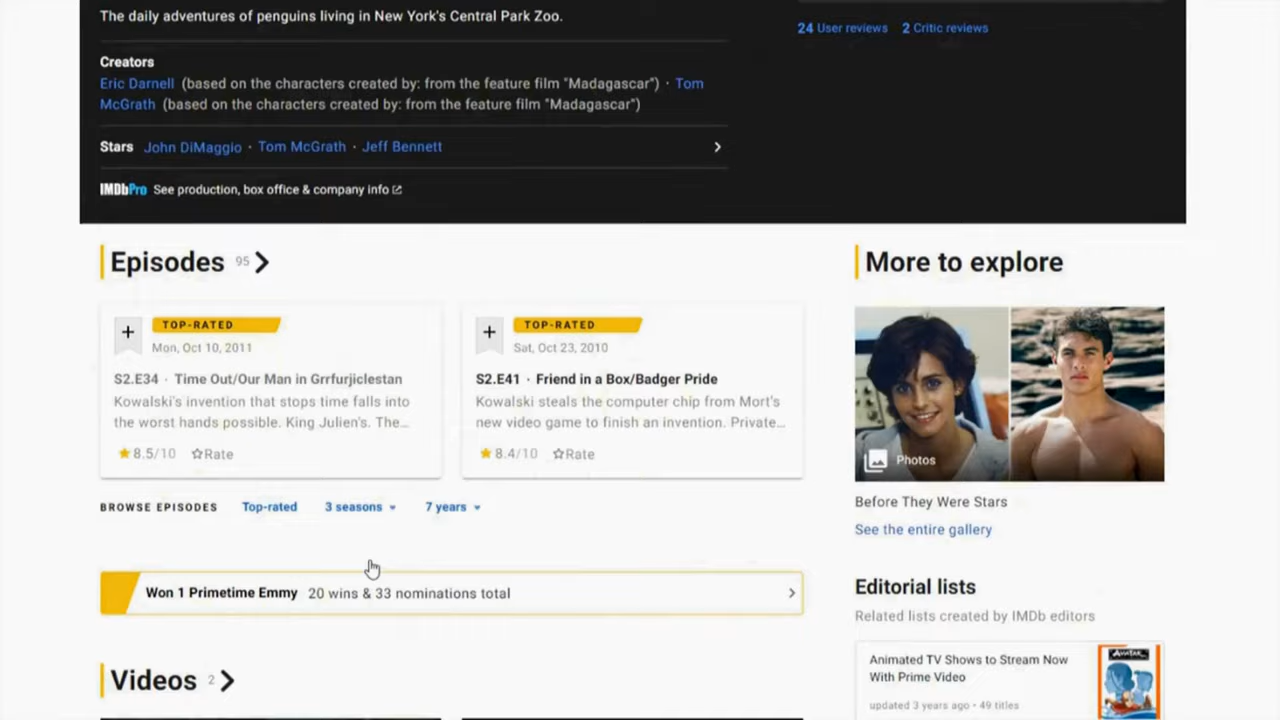 The daily adventures of penguins living in New York's Central Park Zoo.
24 User reviews 2 Critic reviews
Creators
Eric Darnell (based on the characters created by: from the feature film "Madagascar") · Tom
McGrath (based on the characters created by: from the feature film "Madagascar")
Stars John DiMaggio · Tom McGrath · Jeff Bennett
IMDbPro See production, box office & company info
Episodes 95
More to explore
+ TOP-RATED
Mon, Oct 10, 2011
S2.E34 · Time Out/Our Man in Grrfurjiclestan
Kowalski's invention that stops time falls into
the worst hands possible. King Julien's. The...
8.5/10 Rate
+ TOP-RATED
Sat, Oct 23, 2010
S2.E41 · Friend in a Box/Badger Pride
Kowalski steals the computer chip from Mort's
new video game to finish an invention. Private...
8.4/10 Rate
Photos
Before They Were Stars
See the entire gallery
BROWSE EPISODES Top-rated 3 seasons 7 years
Won 1 Primetime Emmy 20 wins & 33 nominations total
Editorial lists
Related lists created by IMDb editors
Animated TV Shows to Stream Now
With Prime Video
updated 3 years ago • 49 titles
AVATAR
Videos 2